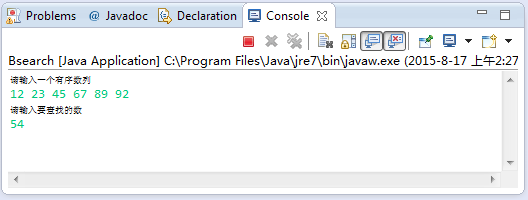 Problems @ Javadoc Declaration Console
Bsearch [Java Application] C:\Program Files\Java\jre7\bin\javaw.exe (2015-8-17 上午2:27
请输入一个有序数列
12 23 45 67 89 92
请输入要查找的数
54